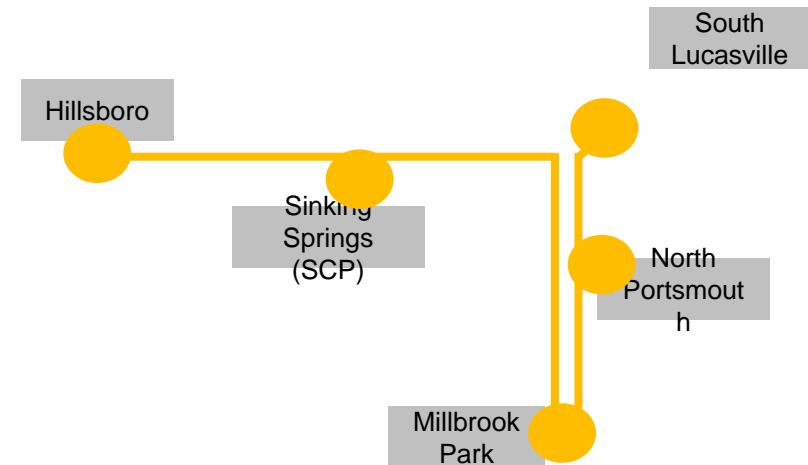 South
Lucasville
Hillsboro
Sinking
Springs
(SCP)
North
Portsmout
h
Millbrook
Park